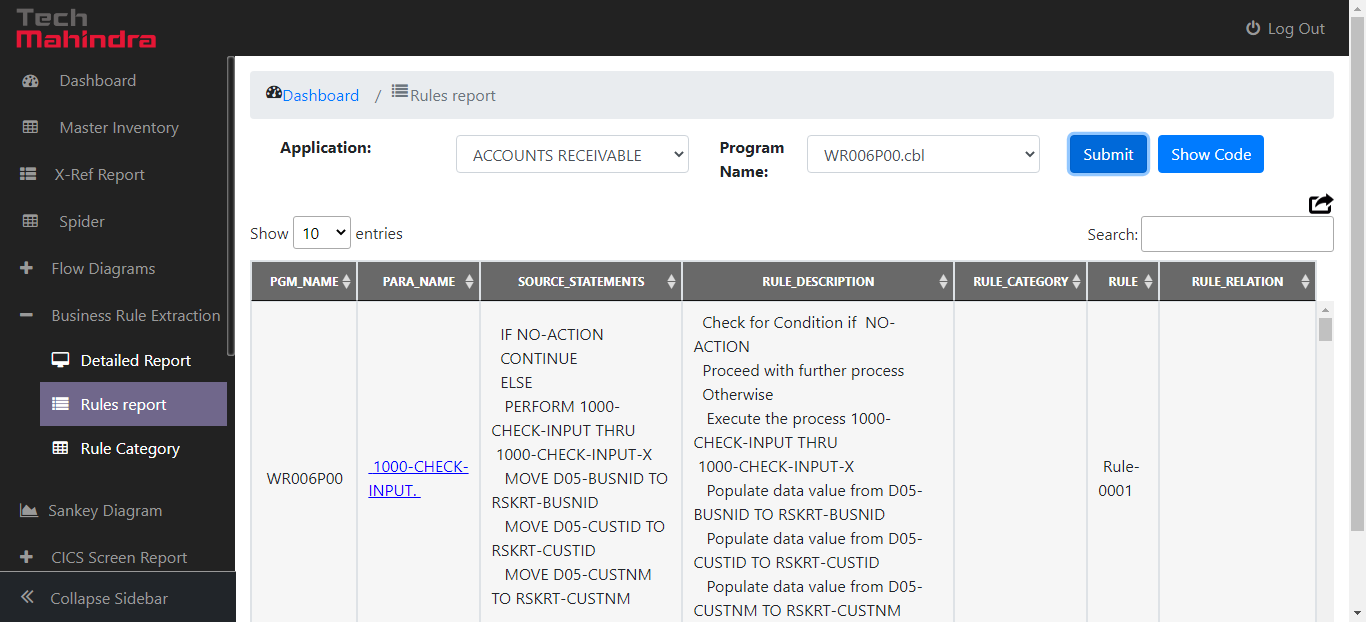 Tech
Mahindra
Log Out
Dashboard
Master Inventory
X-Ref Report
Spider
Flow Diagrams
Business Rule Extraction
Detailed Report
Rules report
Rule Category
Sankey Diagram
CICS Screen Report
Collapse Sidebar
Dashboard / Rules report
Application: ACCOUNTS RECEIVABLE
Program
Name: WR006P00.cbl
Submit Show Code
Show 10 entries
Search:
PGM_NAME PARA_NAME SOURCE_STATEMENTS RULE_DESCRIPTION RULE_CATEGORY RULE RULE_RELATION
WR006P00
1000-CHECK-
INPUT.
IF NO-ACTION
CONTINUE
ELSE
PERFORM 1000-
CHECK-INPUT THRU
1000-CHECK-INPUT-X
MOVE D05-BUSNID TO
RSKRT-BUSNID
MOVE D05-CUSTID TO
RSKRT-CUSTID
MOVE D05-CUSTNM
TO RSKRT-CUSTNM
Check for Condition if NO-
ACTION
Proceed with further process
Otherwise
Execute the process 1000-
CHECK-INPUT THRU
1000-CHECK-INPUT-X
Populate data value from D05-
BUSNID TO RSKRT-BUSNID
Populate data value from D05-
CUSTID TO RSKRT-CUSTID
Populate data value from D05-
CUSTNM TO RSKRT-CUSTNM
Rule-
0001